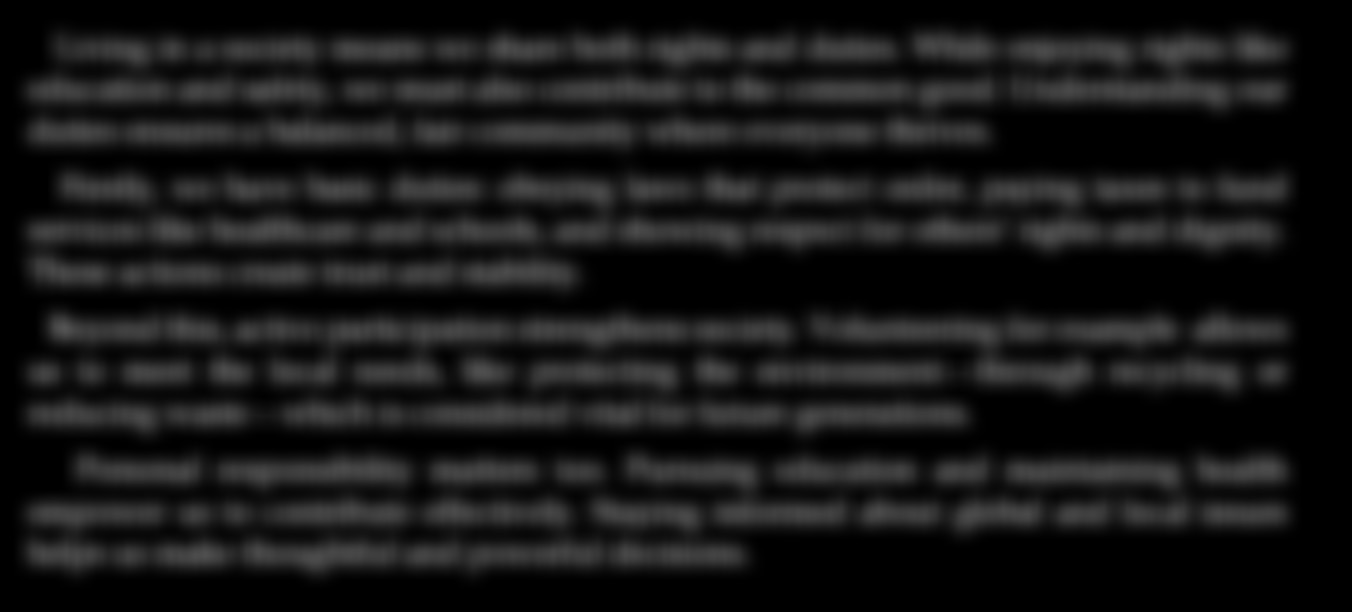 Living in a society means we share both rights and duties. While enjoying rights like
education and safety, we must also contribute to the common good. Understanding our
duties ensures a balanced, fair community where everyone thrives.
Firstly, we have basic duties: obeying laws that protect order, paying taxes to fund
services like healthcare and schools, and showing respect for others' rights and dignity.
These actions create trust and stability.
Beyond this, active participation strengthens society. Volunteering for example allows
us to meet the local needs, like protecting the environment—through recycling or
reducing waste—which is considered vital for future generations.
Personal responsibility matters too. Pursuing education and maintaining health
empower us to contribute effectively. Staying informed about global and local issues
helps us make thoughtful and powerful decisions.